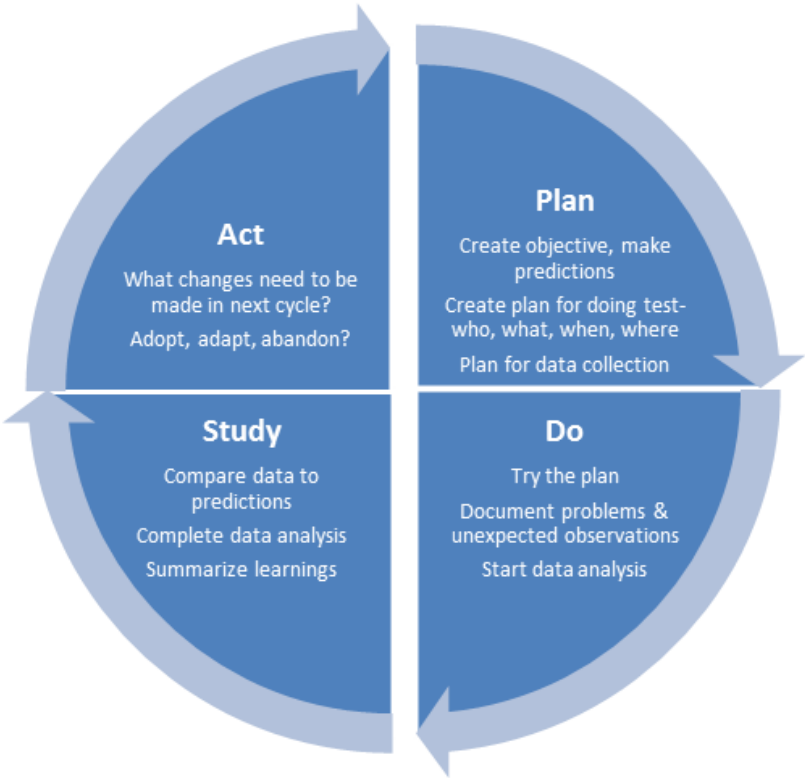 Plan
Create objective, make
predictions
Create plan for doing test-
who, what, when, where
Plan for data collection
Do
Try the plan
Document problems &
unexpected observations
Start data analysis
Study
Compare data to
predictions
Complete data analysis
Summarize learnings
Act
What changes need to be
made in next cycle?
Adopt, adapt, abandon?